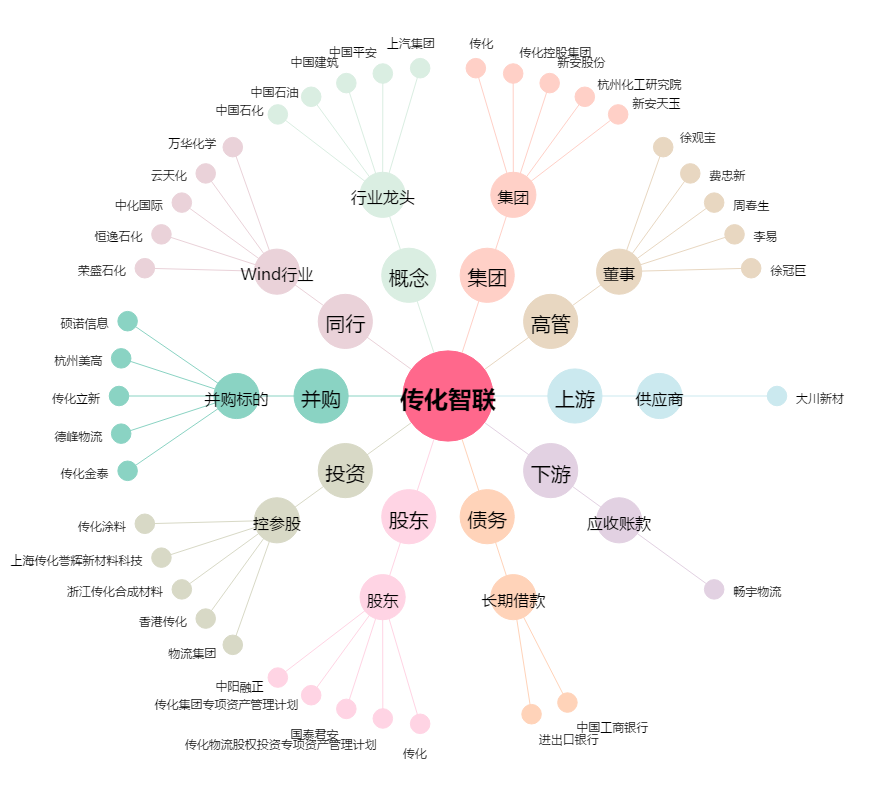 上汽集团
中国平安
中国建筑
中国石油
中国石化
行业龙头
概念
传化
传化控股集团
新安股份
杭州化工研究院
新安天玉
集团
集团
徐观宝
费忠新
周春生
李易
徐冠巨
董事
高管
万华化学
云天化
中化国际
恒逸石化
荣盛石化
Wind行业
同行
硕诺信息
杭州美高
传化立新
德峰物流
传化金泰
并购标的
并购
传化智联
上游
供应商
大川新材
下游
应收账款
畅宇物流
投资
控参股
传化涂料
上海传化誉辉新材料科技
浙江传化合成材料
香港传化
物流集团
股东
股东
中阳融正
传化集团专项资产管理计划
国泰君安
传化物流股权投资专项资产管理计划
传化
债务
长期借款
中国工商银行
进出口银行